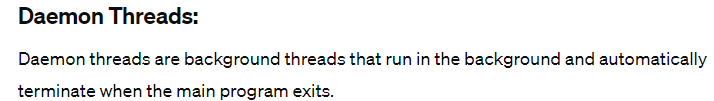 Daemon Threads:
Daemon threads are background threads that run in the background and automatically
terminate when the main program exits.